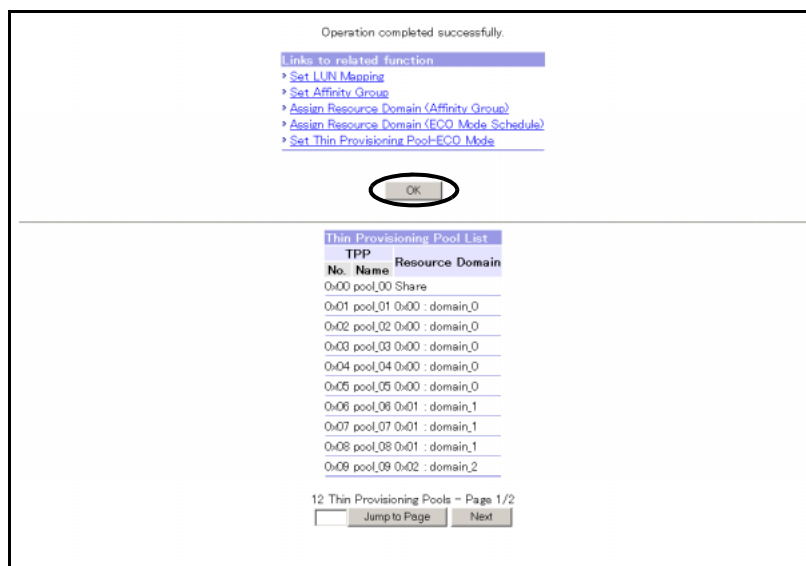 Operation completed successfully.
Links to related function
Set LUN Mapping
Set Affinity Group
Assign Resource Domain (Affinity Group)
Assign Resource Domain (ECO Mode Schedule)
Set Thin Provisioning Pool-ECO Mode
OK
Thin Provisioning Pool List
TPP Resource Domain
No. Name
0x00 pool_00 Share
0x01 pool_01 0x00 : domain_0
0x02 pool_02 0x00 : domain_0
0x03 pool_03 0x00 : domain_0
0x04 pool_04 0x00 : domain_0
0x05 pool_05 0x00 : domain_0
0x06 pool_06 0x01 : domain_1
0x07 pool_07 0x01 : domain_1
0x08 pool_08 0x01 : domain_1
0x09 pool_09 0x02 : domain_2
12 Thin Provisioning Pools - Page 1/2
Jump to Page Next